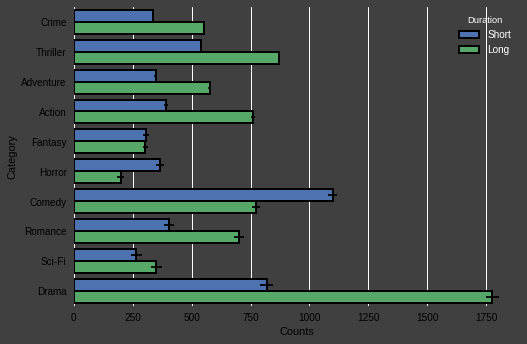 Duration
Short
Long
Category
Crime
Thriller
Adventure
Action
Fantasy
Horror
Comedy
Romance
Sci-Fi
Drama
0 250 500 750 1000 1250 1500 1750
Counts